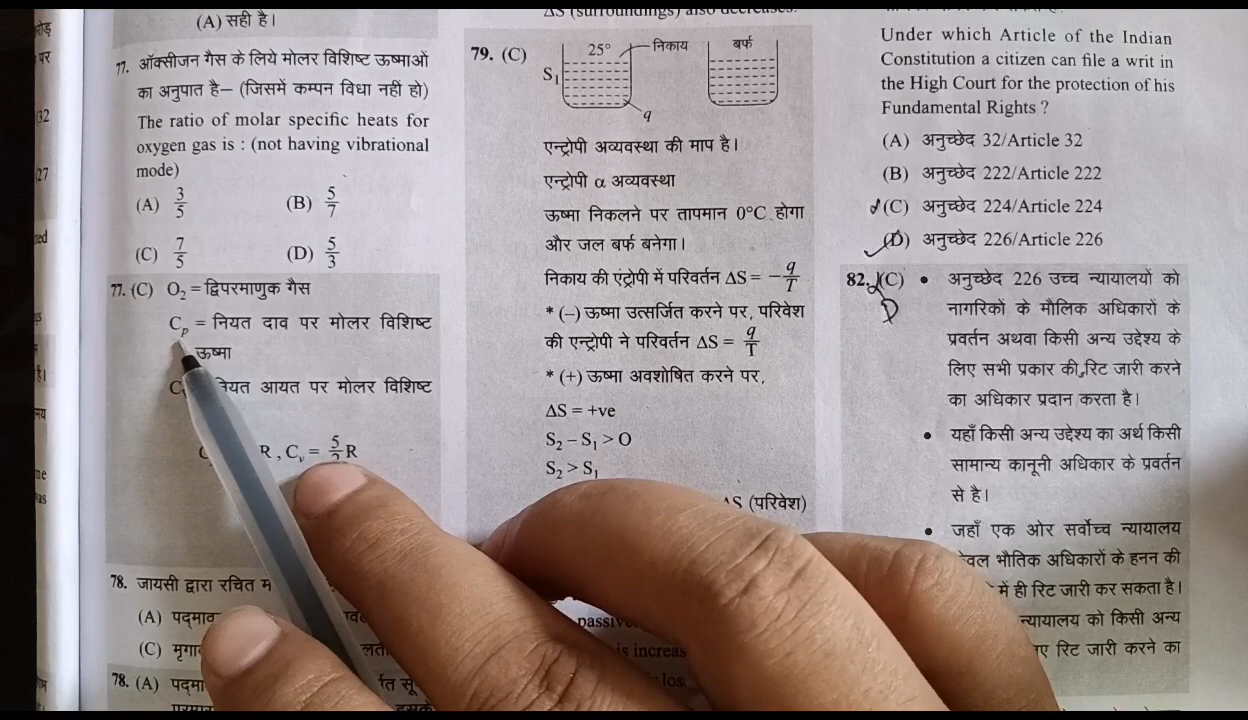 (A) सही है।
77. ऑक्सीजन गैस के लिये मोलर विशिष्ट ऊष्माओं
का अनुपात है– (जिसमें कम्पन विधा नहीं हो)
The ratio of molar specific heats for
oxygen gas is : (not having vibrational
mode)
(A) 3/5 (B) 5/7
(C) 7/5 (D) 5/3
77. (C) O₂ = द्विपरमाणुक गैस
Cₚ = नियत दाव पर मोलर विशिष्ट
ऊष्मा
नियत आयत पर मोलर विशिष्ट
R , Cᵥ = 5/2 R
78. जायसी द्वारा रचित
(A)
(C)
78. (A)
ΔS (surroundings) also decreases.
79. (C) 25° निकाय बर्फ
S₁
q
एन्ट्रोपी अव्यवस्था की माप है।
एन्ट्रोपी α अव्यवस्था
ऊष्मा निकलने पर तापमान 0°C होगा
और जल बर्फ बनेगा।
निकाय की एंट्रोपी में परिवर्तन ΔS = – q/T
* (–) ऊष्मा उत्सर्जित करने पर, परिवेश
की एन्ट्रोपी ने परिवर्तन ΔS = q/T
* (+) ऊष्मा अवशोषित करने पर,
ΔS = +ve
S₂ – S₁ > O
S₂ > S₁
ΔS (परिवेश)
is increas
Under which Article of the Indian
Constitution a citizen can file a writ in
the High Court for the protection of his
Fundamental Rights ?
(A) अनुच्छेद 32/Article 32
(B) अनुच्छेद 222/Article 222
(C) अनुच्छेद 224/Article 224
(D) अनुच्छेद 226/Article 226
82. (C) • अनुच्छेद 226 उच्च न्यायालयों को
D नागरिकों के मौलिक अधिकारों के
प्रवर्तन अथवा किसी अन्य उद्देश्य के
लिए सभी प्रकार की रिट जारी करने
का अधिकार प्रदान करता है।
• यहाँ किसी अन्य उद्देश्य का अर्थ किसी
सामान्य कानूनी अधिकार के प्रवर्तन
से है।
• जहाँ एक ओर सर्वोच्च न्यायालय
भौतिक अधिकारों के हनन की
में ही रिट जारी कर सकता है।
को किसी अन्य
रिट जारी करने का